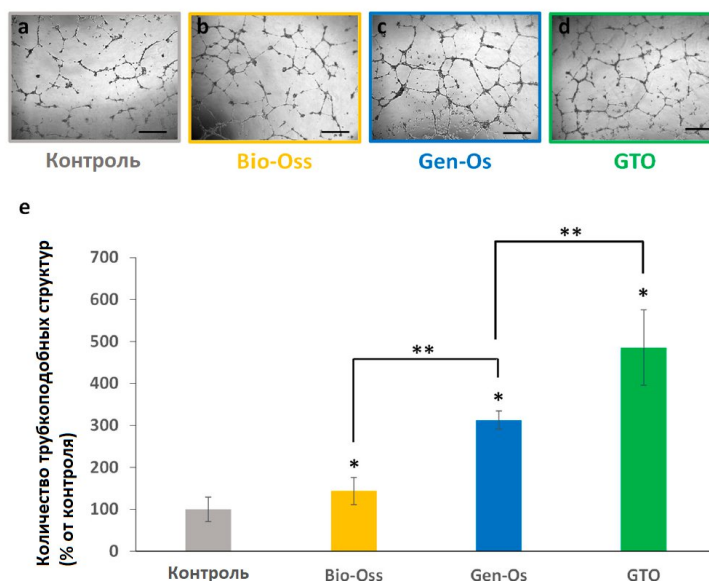 a
b
c
d
Контроль
Bio-Oss
Gen-Os
GTO
e
Количество трубкоподобных структур
(% от контроля)
700
600
500
400
300
200
100
0
*
**
*
**
*
Контроль
Bio-Oss
Gen-Os
GTO